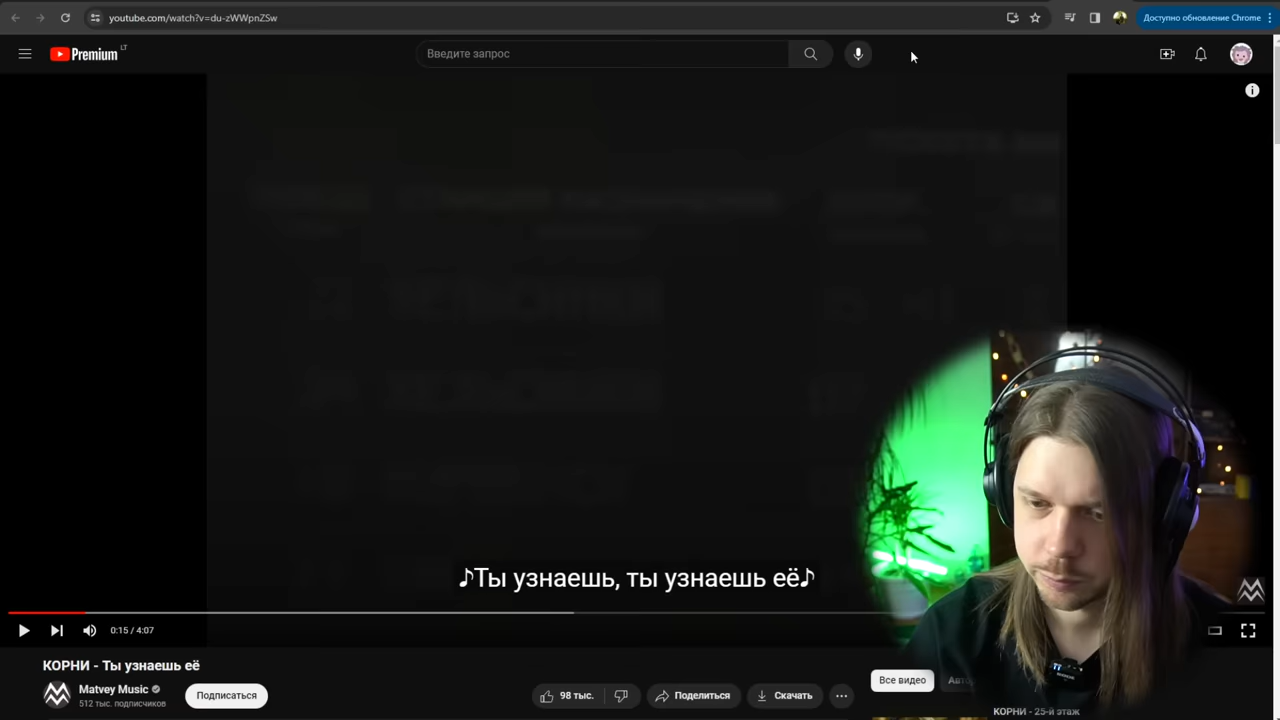 youtube.com/watch?v=du-zWWpnZSw
Доступно обновление Chrome
Premium LT
Введите запрос
♪Ты узнаешь, ты узнаешь её♪
0:15 / 4:07
КОРНИ - Ты узнаешь её
Matvey Music
512 тыс. подписчиков
Подписаться
98 тыс.
Поделиться
Скачать
Все видео
КОРНИ - 25-й этаж